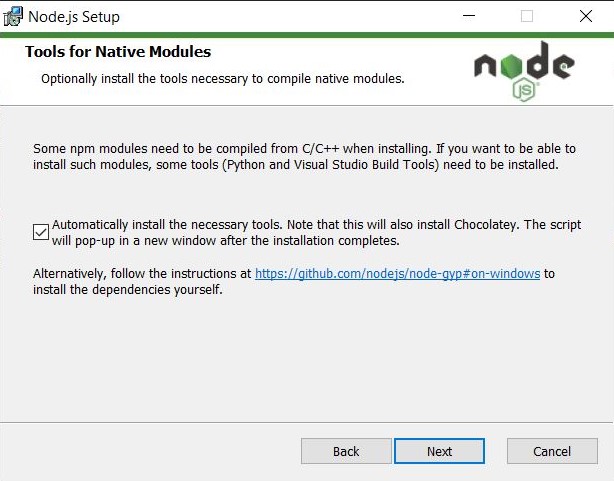 Node.js Setup
Tools for Native Modules
Optionally install the tools necessary to compile native modules.
node
JS
Some npm modules need to be compiled from C/C++ when installing. If you want to be able to
install such modules, some tools (Python and Visual Studio Build Tools) need to be installed.
Automatically install the necessary tools. Note that this will also install Chocolatey. The script
will pop-up in a new window after the installation completes.
Alternatively, follow the instructions at https://github.com/nodejs/node-gyp#on-windows to
install the dependencies yourself.
Back Next Cancel